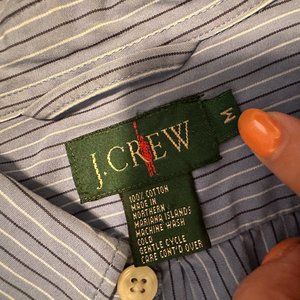 J.CREW
M
100% COTTON
MADE IN
NORTHERN
MARIANA ISLANDS
MACHINE WASH
COLD
GENTLE CYCLE
CARE CONT'D OVER